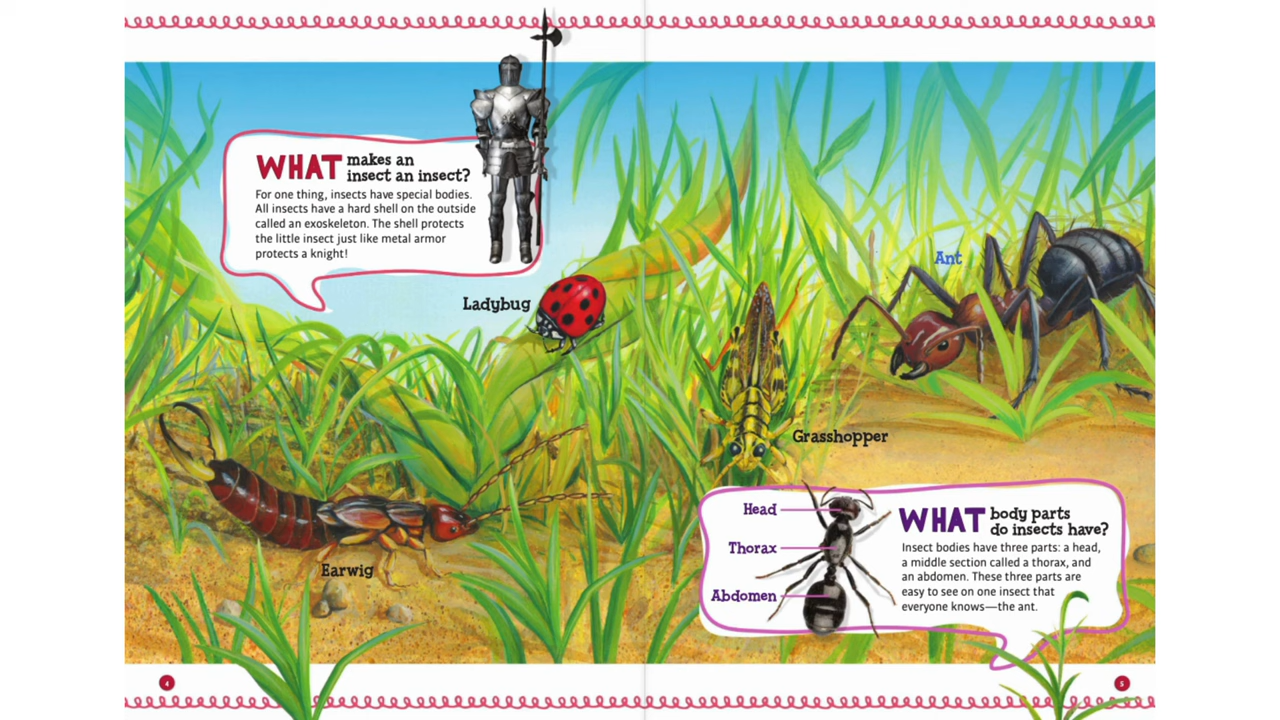 WHAT makes an
insect an insect?
For one thing, insects have special bodies.
All insects have a hard shell on the outside
called an exoskeleton. The shell protects
the little insect just like metal armor
protects a knight!
Ladybug
Ant
Grasshopper
Earwig
Head
Thorax
Abdomen
WHAT body parts
do insects have?
Insect bodies have three parts: a head,
a middle section called a thorax, and
an abdomen. These three parts are
easy to see on one insect that
everyone knows—the ant.
4
5